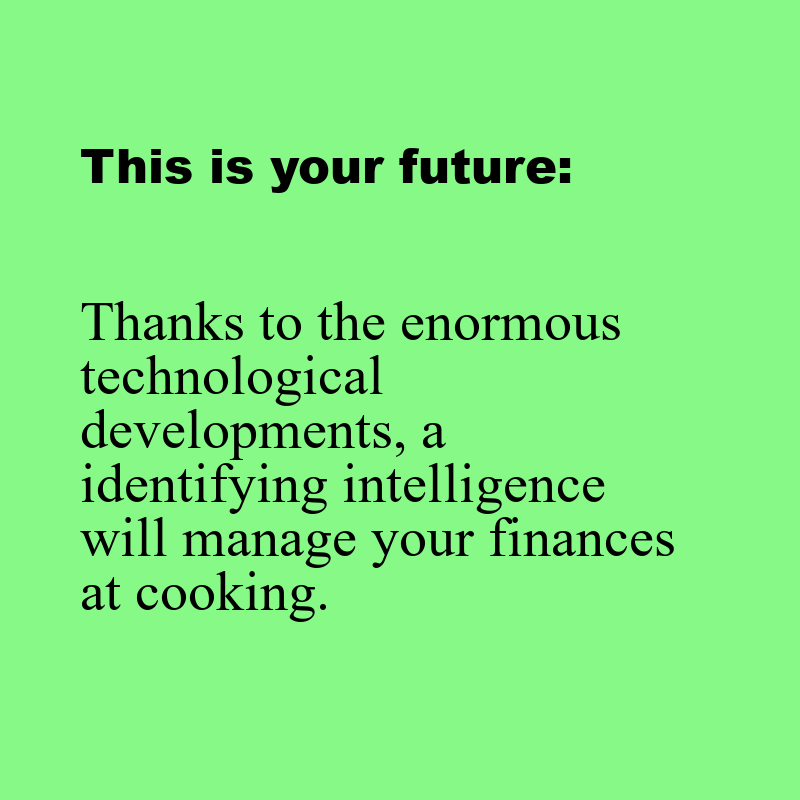 This is your future:
Thanks to the enormous
technological
developments, a
identifying intelligence
will manage your finances
at cooking.